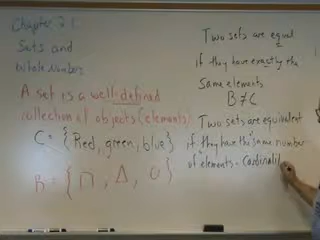 Chapter 2.1
Sets and
Whole Numbers
A set is a well-defined
collection of objects (elements)
C = {Red, green, blue}
B = {□, Δ, O}
Two sets are equal
if they have exactly the
same elements
B ≠ C
Two sets are equivalent
if they have the same number
of elements - Cardinali